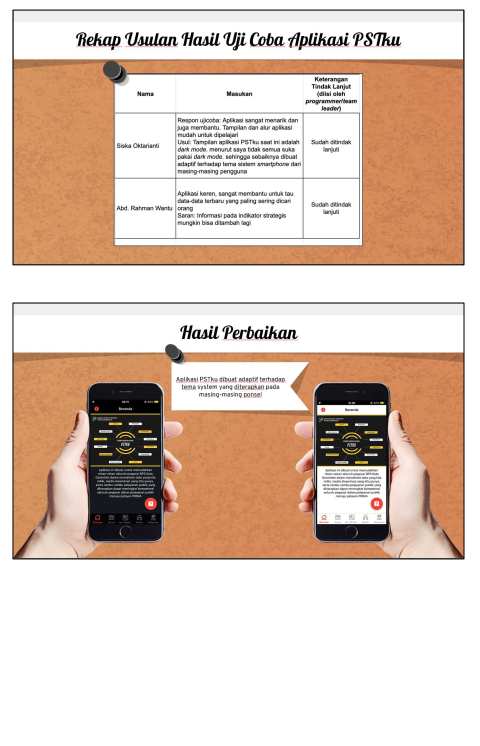 Rekap Usulan Hasil Uji Coba Aplikasi PSTku
Nama
Masukan
Keterangan
Tindak Lanjut
(diisi oleh
programmer/team
leader)
Siska Oktarianti
Respon ujicoba: Aplikasi sangat menarik dan
juga membantu. Tampilan dan alur aplikasi
mudah untuk dipelajari
Usul: Tampilan aplikasi PSTku saat ini adalah
dark mode. menurut saya tidak semua suka
pakai dark mode. sehingga sebaiknya dibuat
adaptif terhadap tema sistem smartphone dari
masing-masing pengguna
Sudah ditindak
lanjuti
Abd. Rahman Wantu
Aplikasi keren, sangat membantu untuk tau
data-data terbaru yang paling sering dicari
orang
Saran: Informasi pada indikator strategis
mungkin bisa ditambah lagi
Sudah ditindak
lanjuti
Hasil Perbaikan
Aplikasi PSTku dibuat adaptif terhadap
tema system yang diterapkan pada
masing-masing ponsel
Beranda
PSTKU
Beranda
PSTKU